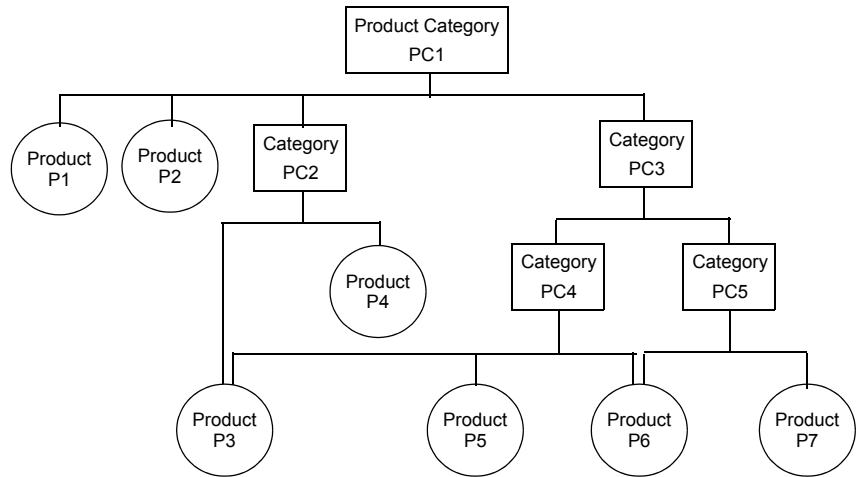 Product Category
PC1
Product
P1
Product
P2
Category
PC2
Category
PC3
Product
P4
Category
PC4
Category
PC5
Product
P3
Product
P5
Product
P6
Product
P7